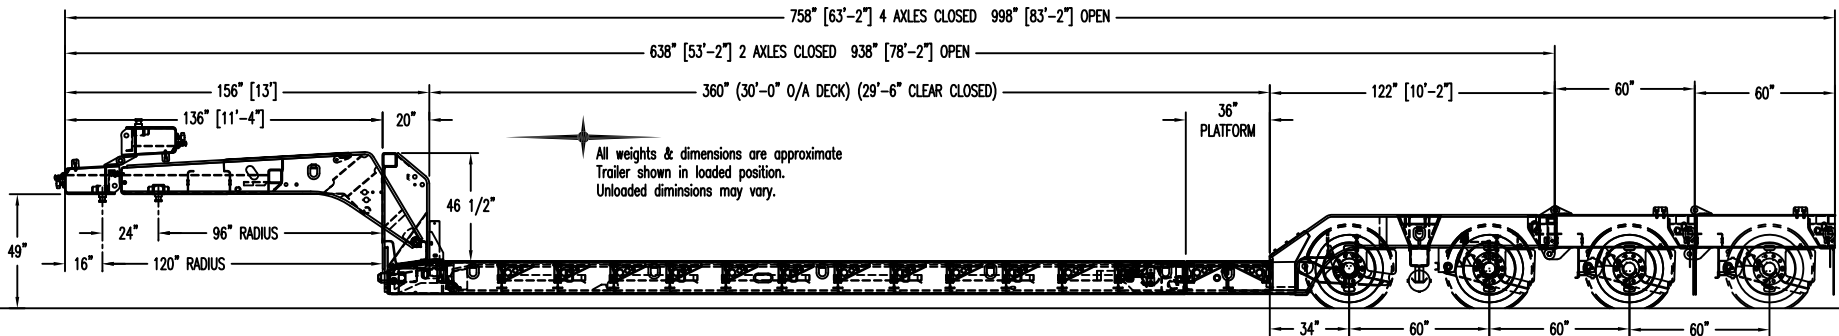 758" [63'-2"] 4 AXLES CLOSED 998" [83'-2"] OPEN
638" [53'-2"] 2 AXLES CLOSED 938" [78'-2"] OPEN
156" [13']
360" (30'-0" O/A DECK) (29'-6" CLEAR CLOSED)
122" [10'-2"]
60"
60"
136" [11'-4"]
20"
36"
PLATFORM
All weights & dimensions are approximate
Trailer shown in loaded position.
Unloaded diminsions may vary.
46 1/2"
24"
96" RADIUS
49"
16"
120" RADIUS
34"
60"
60"
60"